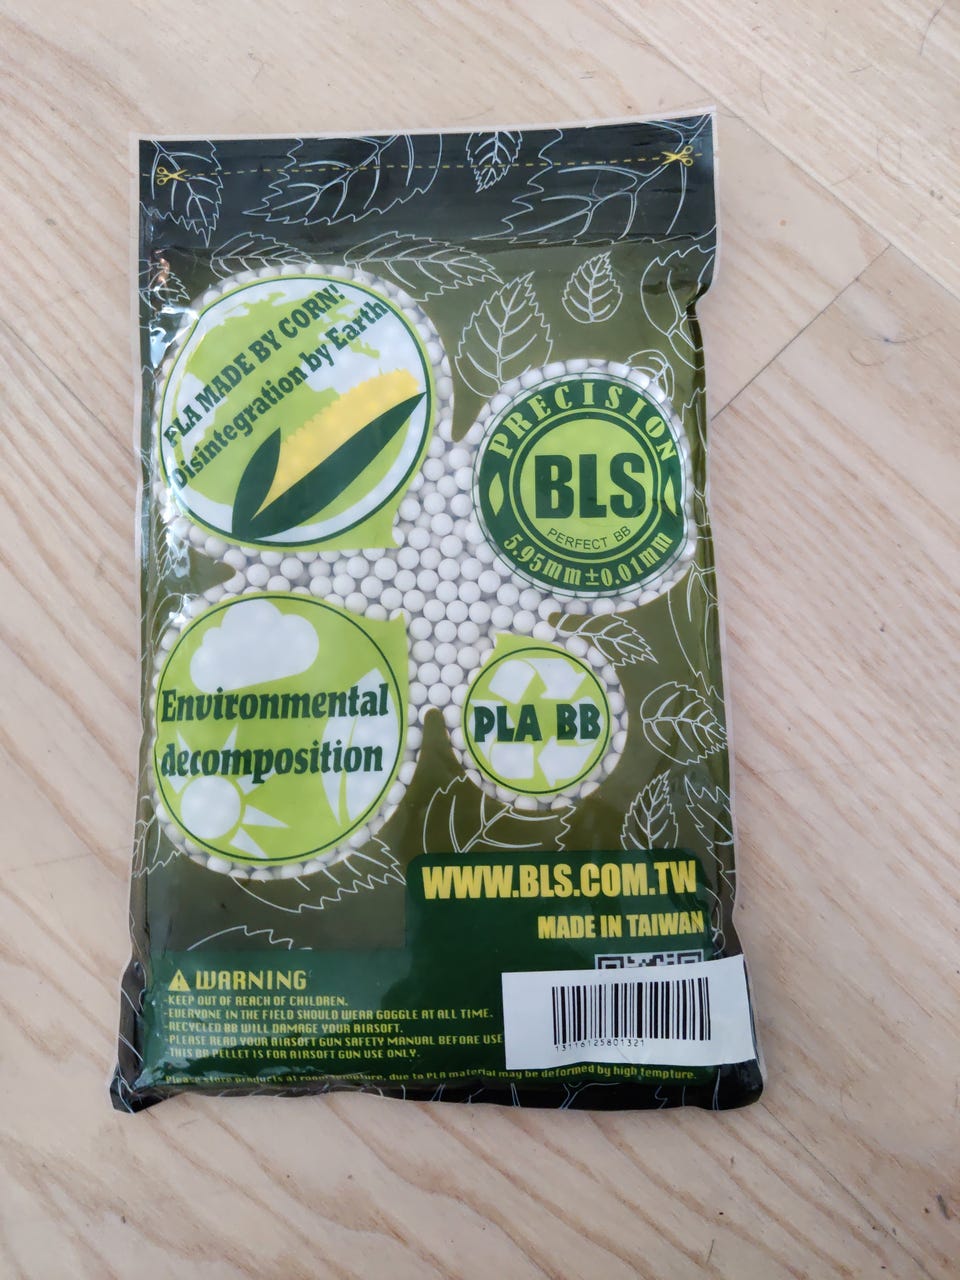 PLA MADE BY CORN!
Disintegration by Earth
PRECISION
BLS
PERFECT BB
5.95mm±0.01mm
Environmental
decomposition
PLA BB
WWW.BLS.COM.TW
MADE IN TAIWAN
WARNING
-KEEP OUT OF REACH OF CHILDREN.
-EVERYONE IN THE FIELD SHOULD WEAR GOGGLE AT ALL TIME.
-RECYCLED BB WILL DAMAGE YOUR AIRSOFT.
-PLEASE READ YOUR AIRSOFT GUN SAFETY MANUAL BEFORE USE
-THIS BB PELLET IS FOR AIRSOFT GUN USE ONLY.
13116125801321
Please store products at room tempture, due to PLA material may be deformed by high tempture.